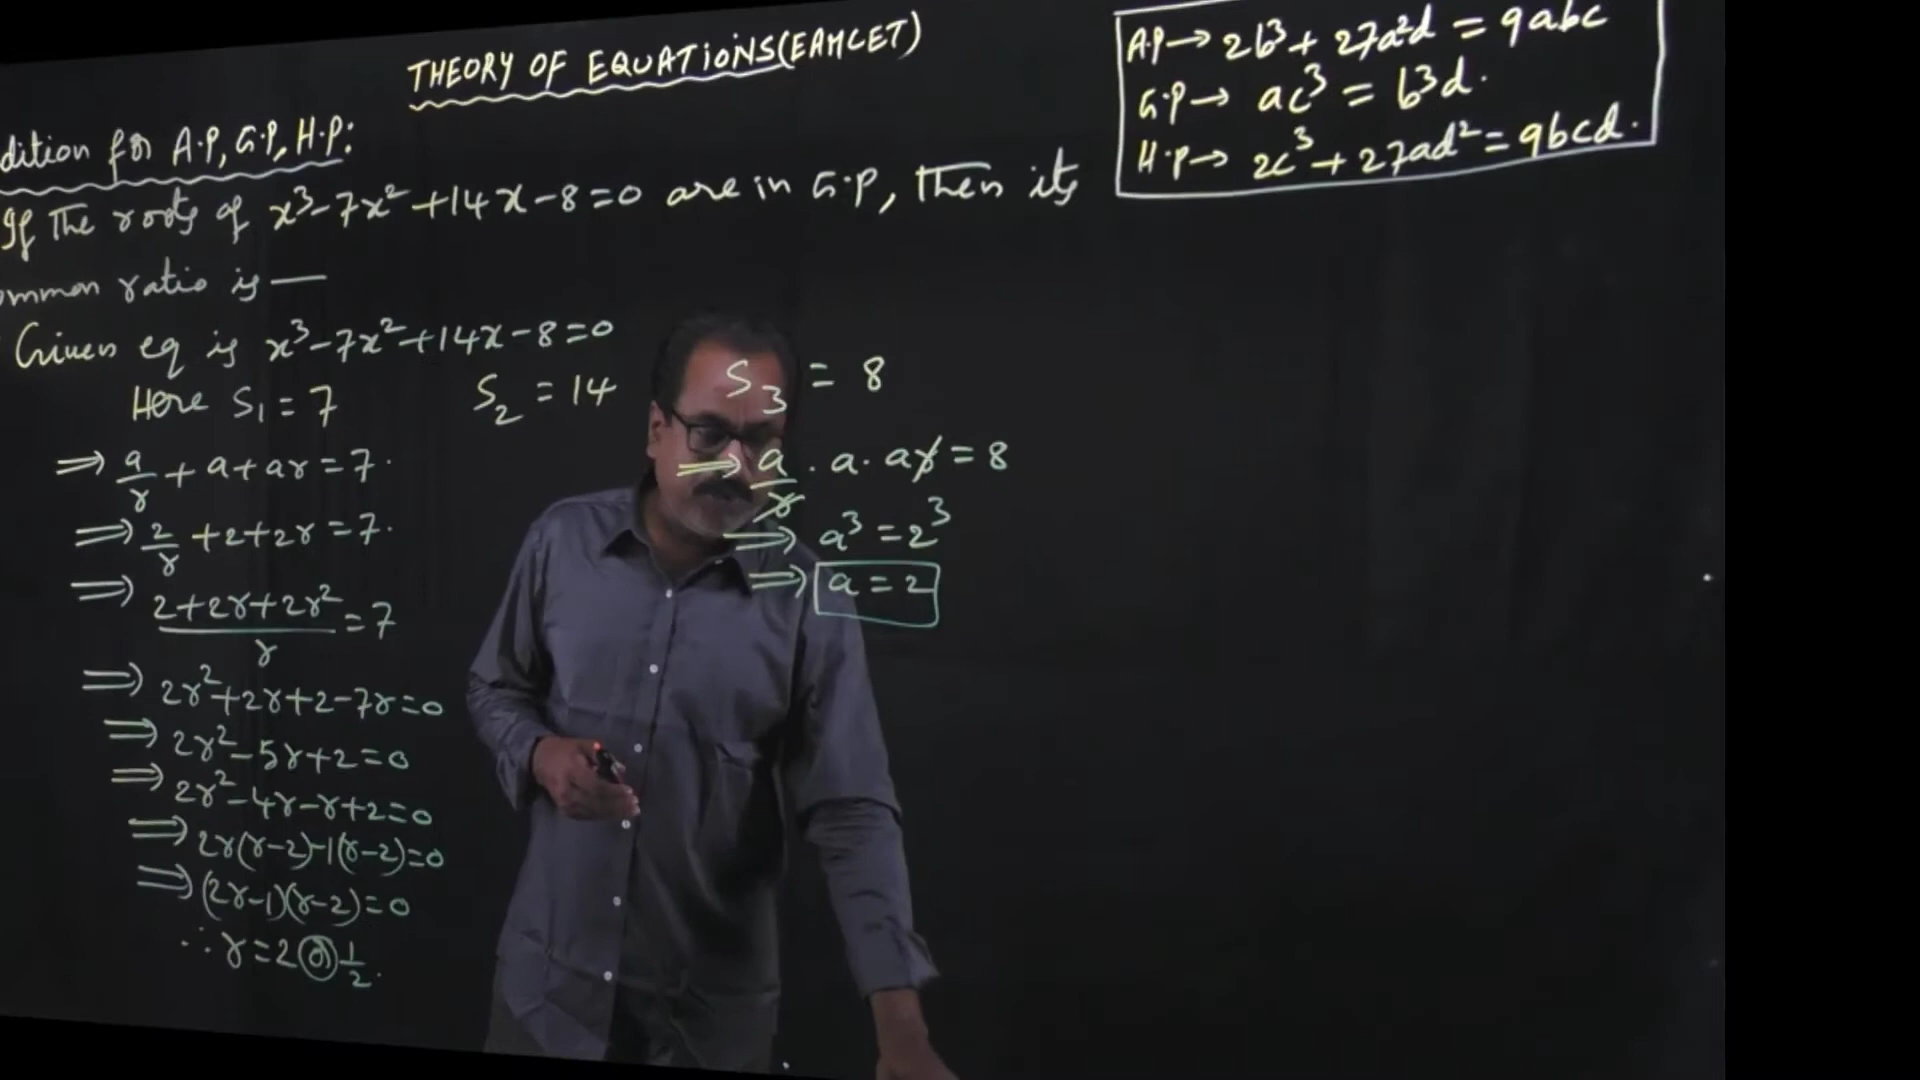 THEORY OF EQUATIONS(EAMCET)
A.P→ 2b³ + 27a²d = 9abc
G.P→ ac³ = b³d.
H.P→ 2c³ + 27ad² = 9bcd.
dition for A.P, G.P, H.P:
If the roots of x³-7x²+14x-8=0 are in G.P, then its
ommon ratio is —
Given eq is x³-7x²+14x-8=0
Here S₁ = 7 S₂ = 14 S₃ = 8
⇒ a/r + a + ar = 7.
⇒ 2/r + 2 + 2r = 7.
⇒ (2+2r+2r²)/r = 7
⇒ 2r²+2r+2-7r=0
⇒ 2r²-5r+2=0
⇒ 2r²-4r-r+2=0
⇒ 2r(r-2)-1(r-2)=0
⇒ (2r-1)(r-2)=0
∴ r = 2 or 1/2.
⇒ a/r . a . ar = 8
⇒ a³ = 2³
⇒ a = 2